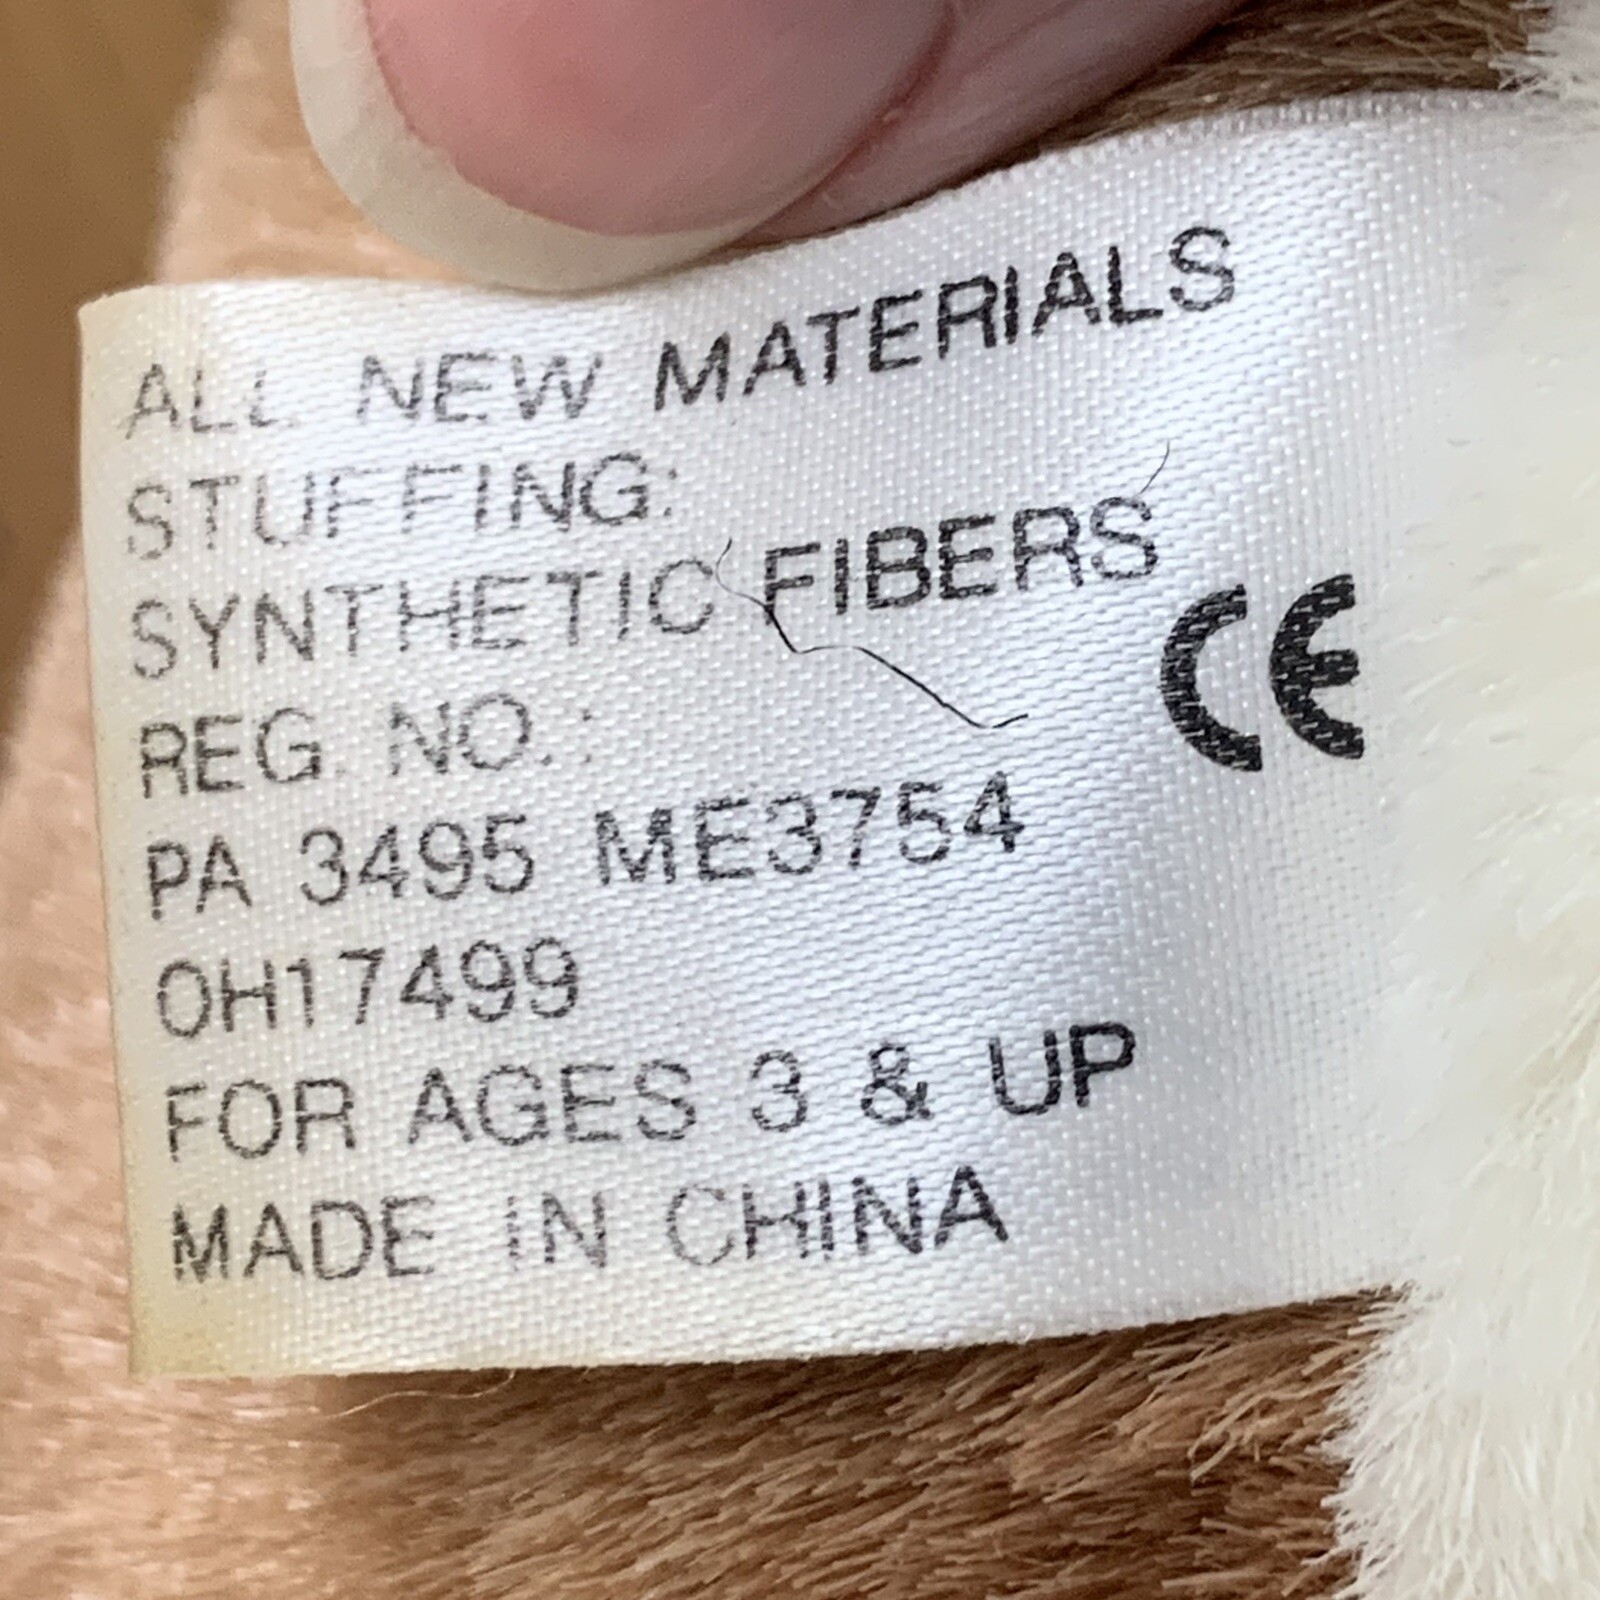 ALL NEW MATERIALS
STUFFING:
SYNTHETIC FIBERS
CE
REG. NO.:
PA 3495 ME3754
OH17499
FOR AGES 3 & UP
MADE IN CHINA